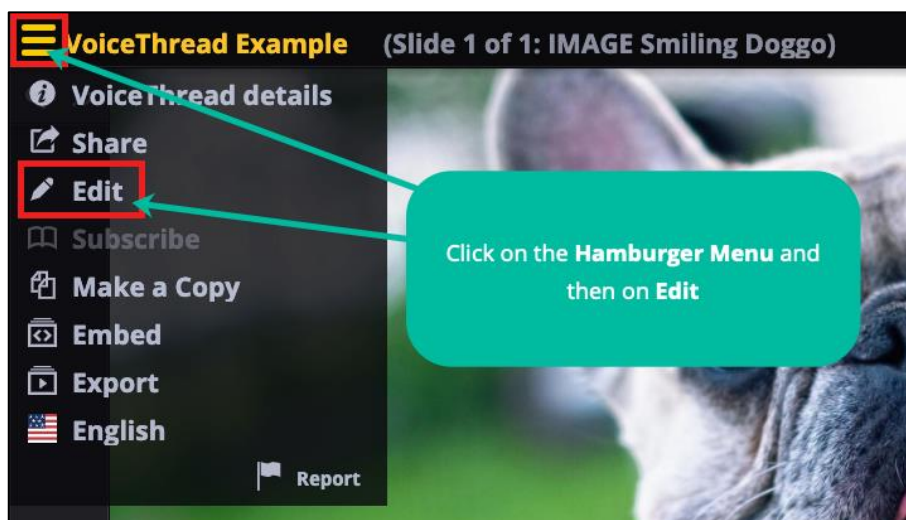 VoiceThread Example (Slide 1 of 1: IMAGE Smiling Doggo)
VoiceThread details
Share
Edit
Subscribe
Make a Copy
Embed
Export
English
Report
Click on the Hamburger Menu and
then on Edit